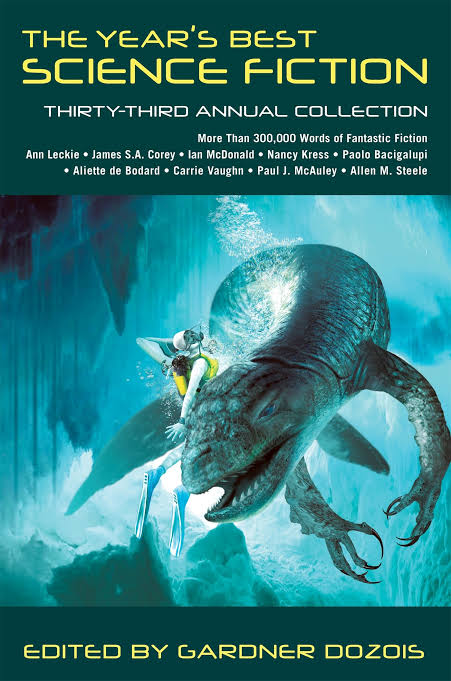 THE YEAR'S BEST
SCIENCE FICTION
THIRTY-THIRD ANNUAL COLLECTION
More Than 300,000 Words of Fantastic Fiction
Ann Leckie • James S.A. Corey • Ian McDonald • Nancy Kress • Paolo Bacigalupi
• Aliette de Bodard • Carrie Vaughn • Paul J. McAuley • Allen M. Steele
EDITED BY GARDNER DOZOIS